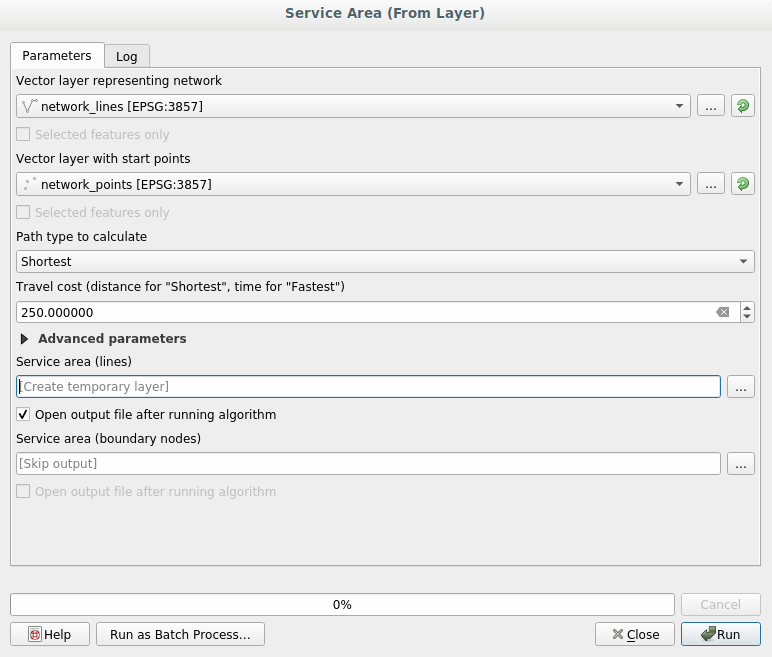 Service Area (From Layer)
Parameters
Log
Vector layer representing network
network_lines [EPSG:3857]
...
Selected features only
Vector layer with start points
network_points [EPSG:3857]
...
Selected features only
Path type to calculate
Shortest
Travel cost (distance for "Shortest", time for "Fastest")
250.000000
Advanced parameters
Service area (lines)
[Create temporary layer]
...
Open output file after running algorithm
Service area (boundary nodes)
[Skip output]
...
Open output file after running algorithm
0%
Cancel
Help
Run as Batch Process...
Close
Run